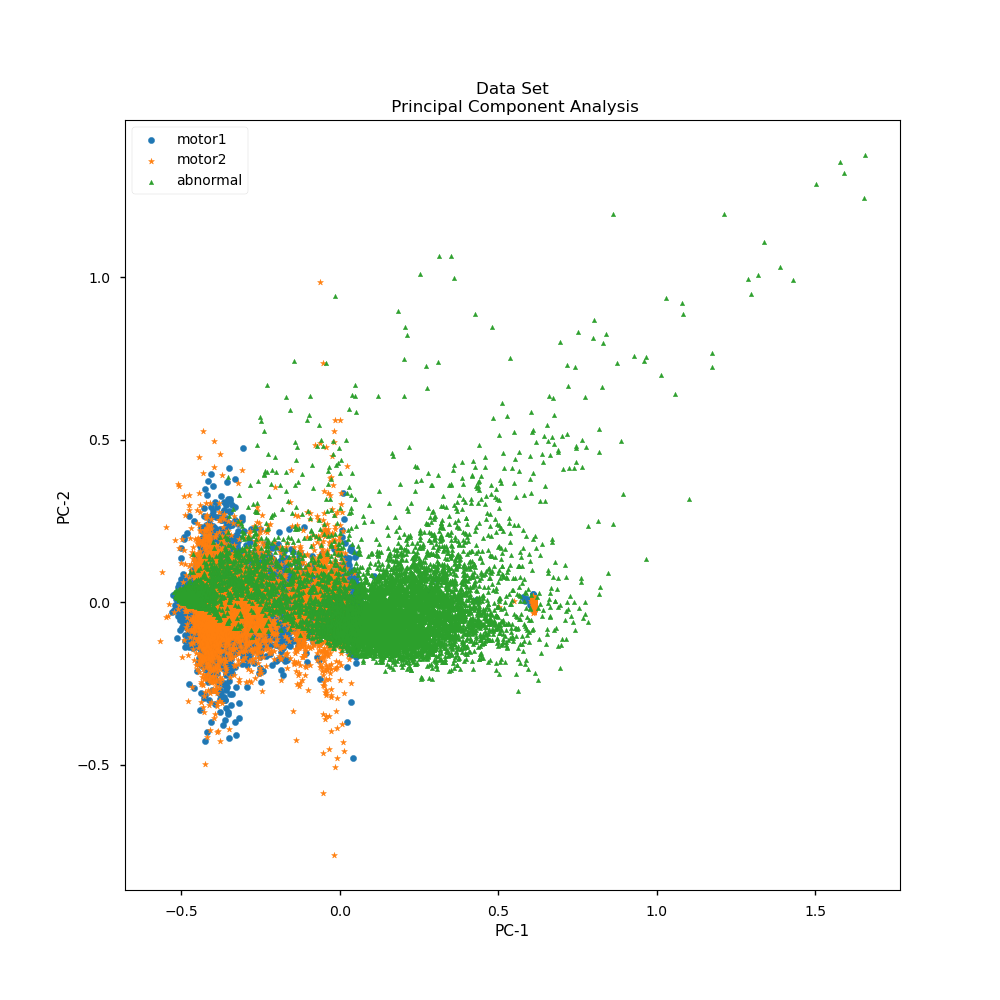 Data Set
Principal Component Analysis
motor1
motor2
abnormal
1.0
0.5
0.0
−0.5
PC-2
−0.5
0.0
0.5
1.0
1.5
PC-1